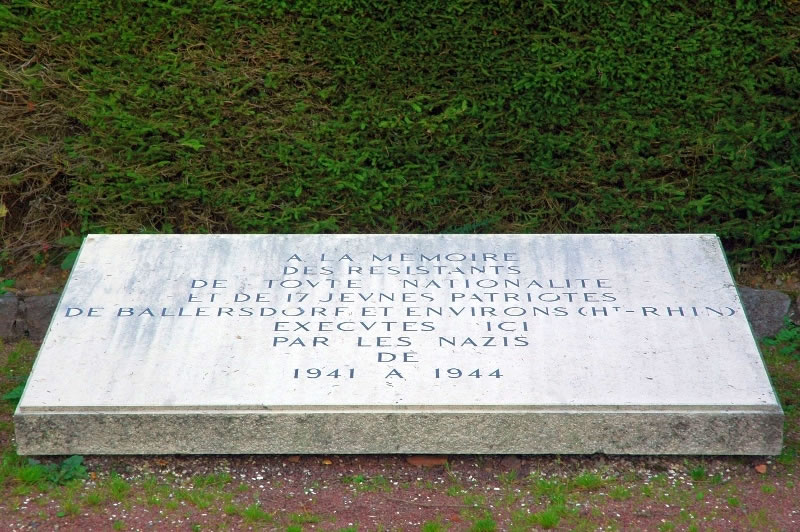 A LA MEMOIRE
DES RESISTANTS
DE TOVTE NATIONALITE
ET DE 17 JEVNES PATRIOTES
DE BALLERSDORF ET ENVIRONS (HT-RHIN)
EXECVTES ICI
PAR LES NAZIS
DE
1941 A 1944